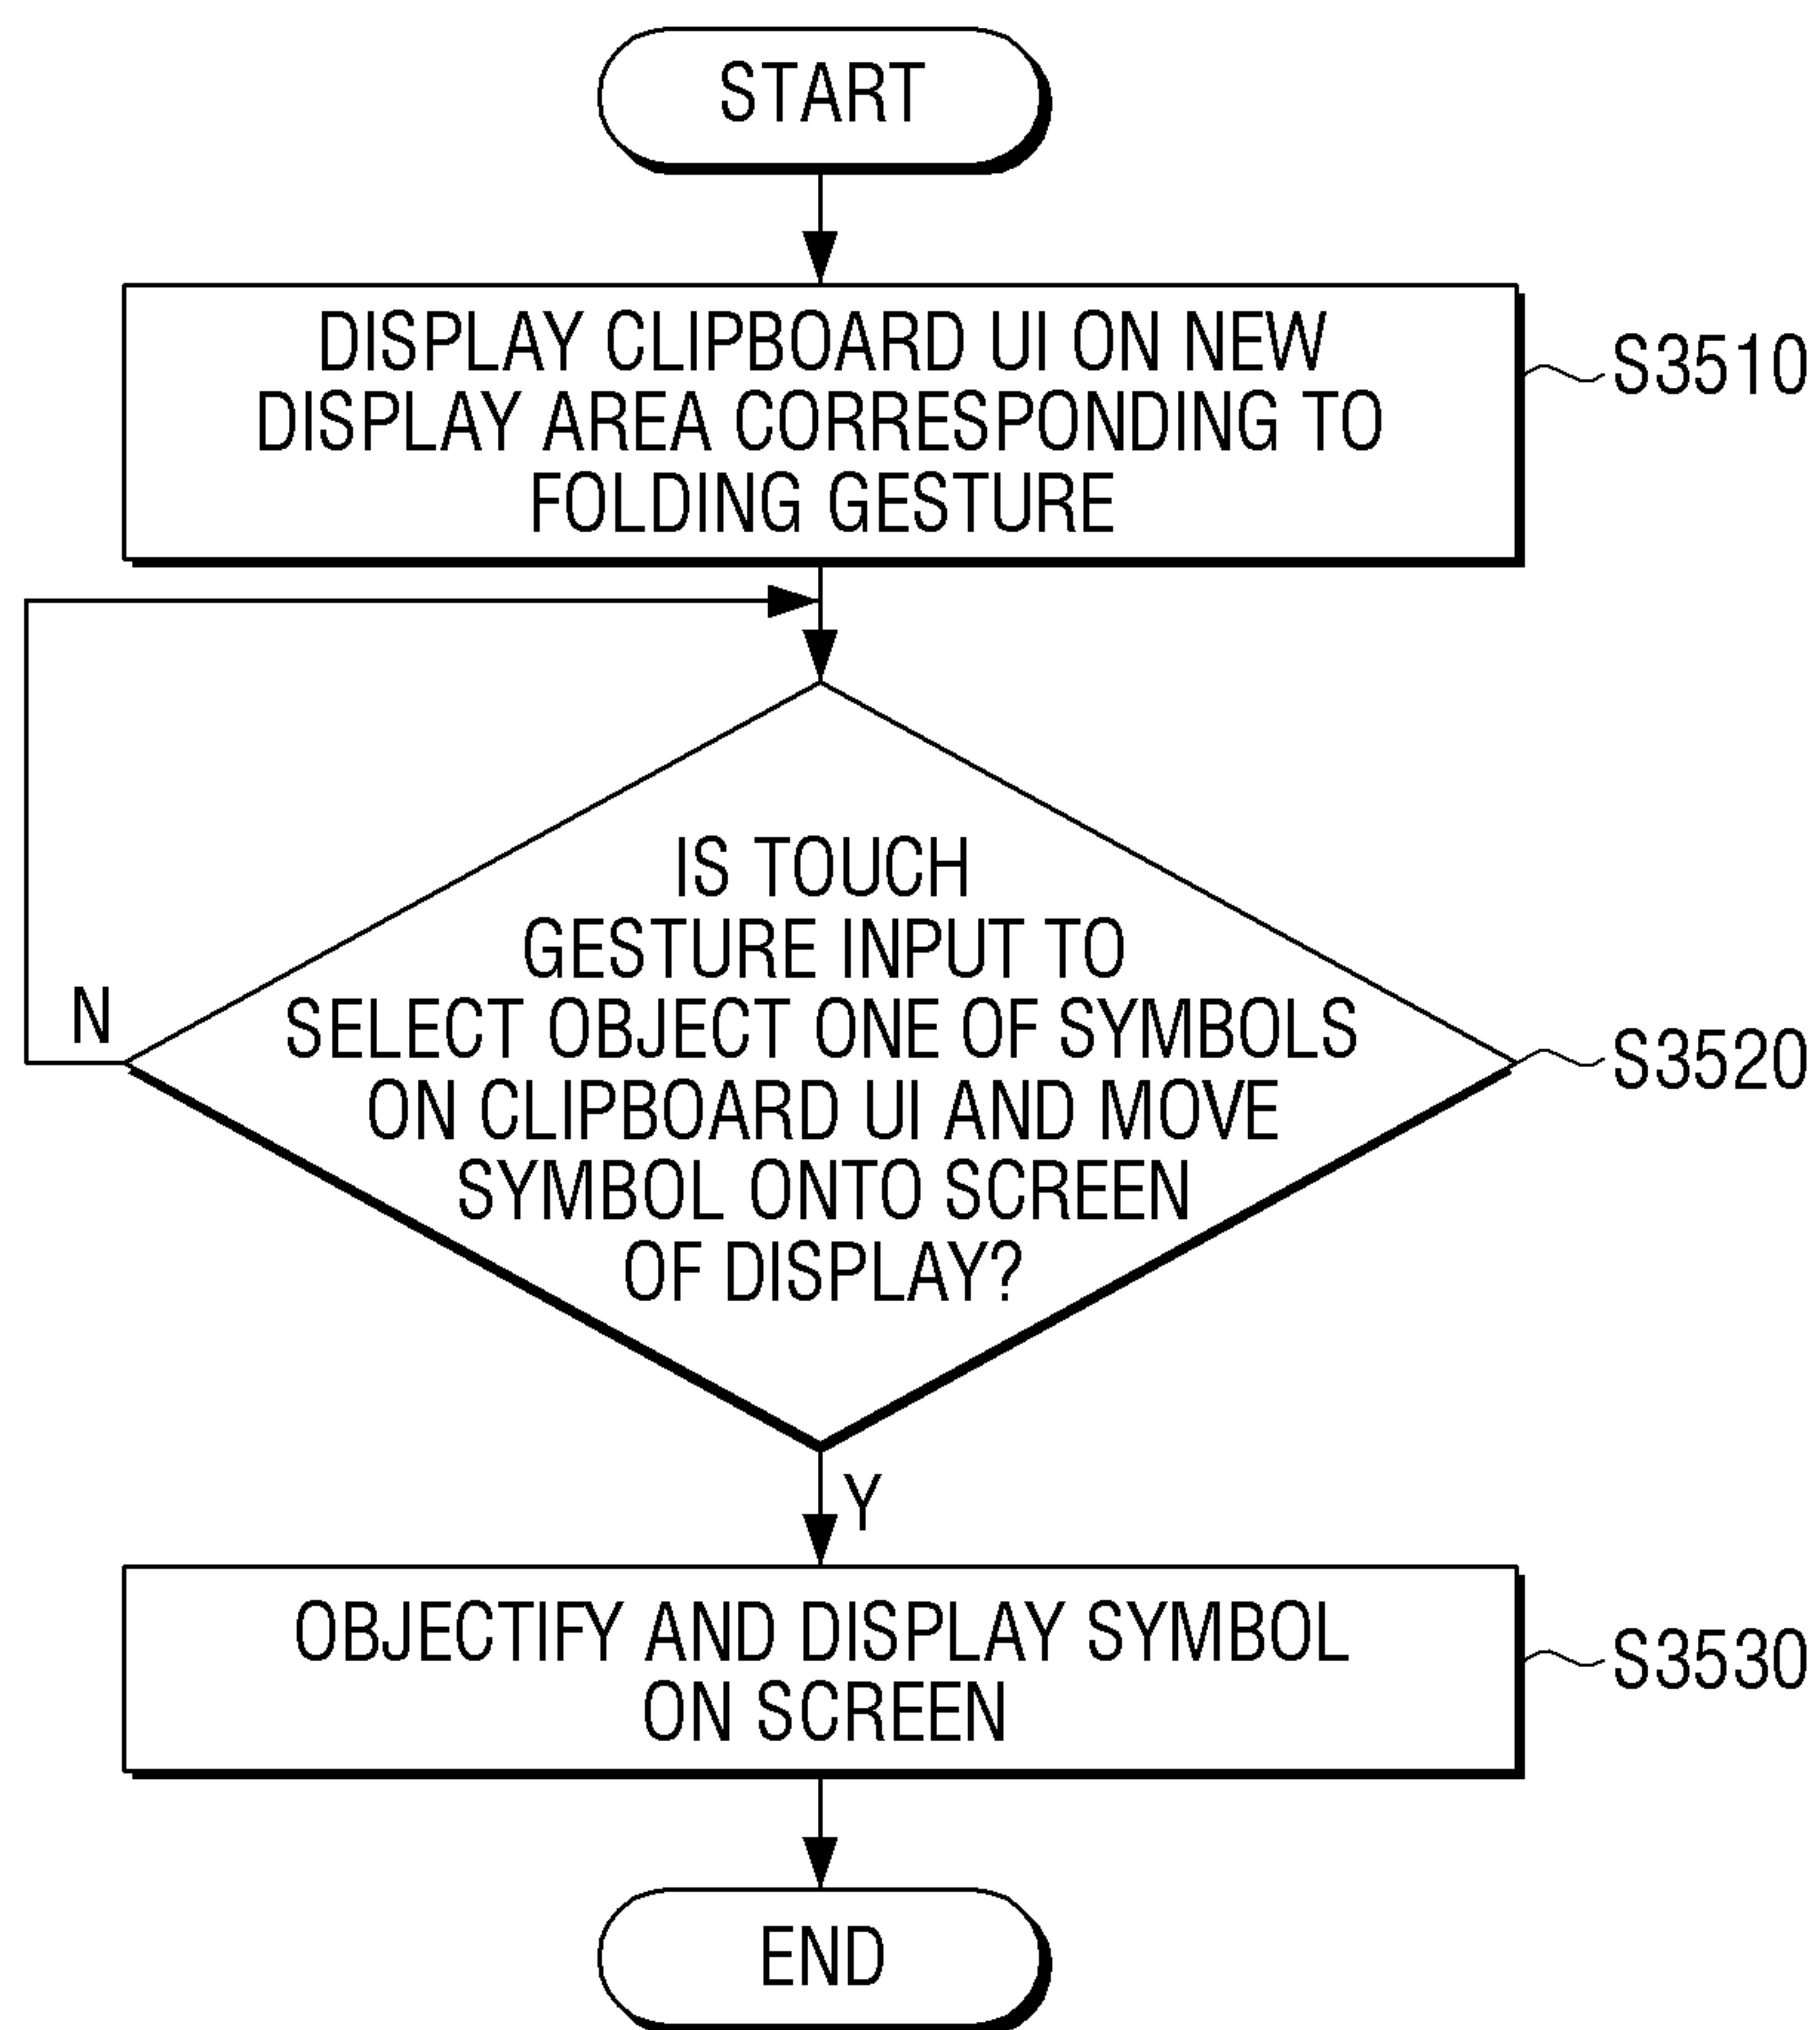 START
DISPLAY CLIPBOARD UI ON NEW
DISPLAY AREA CORRESPONDING TO
FOLDING GESTURE
S3510
IS TOUCH
GESTURE INPUT TO
SELECT OBJECT ONE OF SYMBOLS
ON CLIPBOARD UI AND MOVE
SYMBOL ONTO SCREEN
OF DISPLAY?
N
S3520
Y
OBJECTIFY AND DISPLAY SYMBOL
ON SCREEN
S3530
END